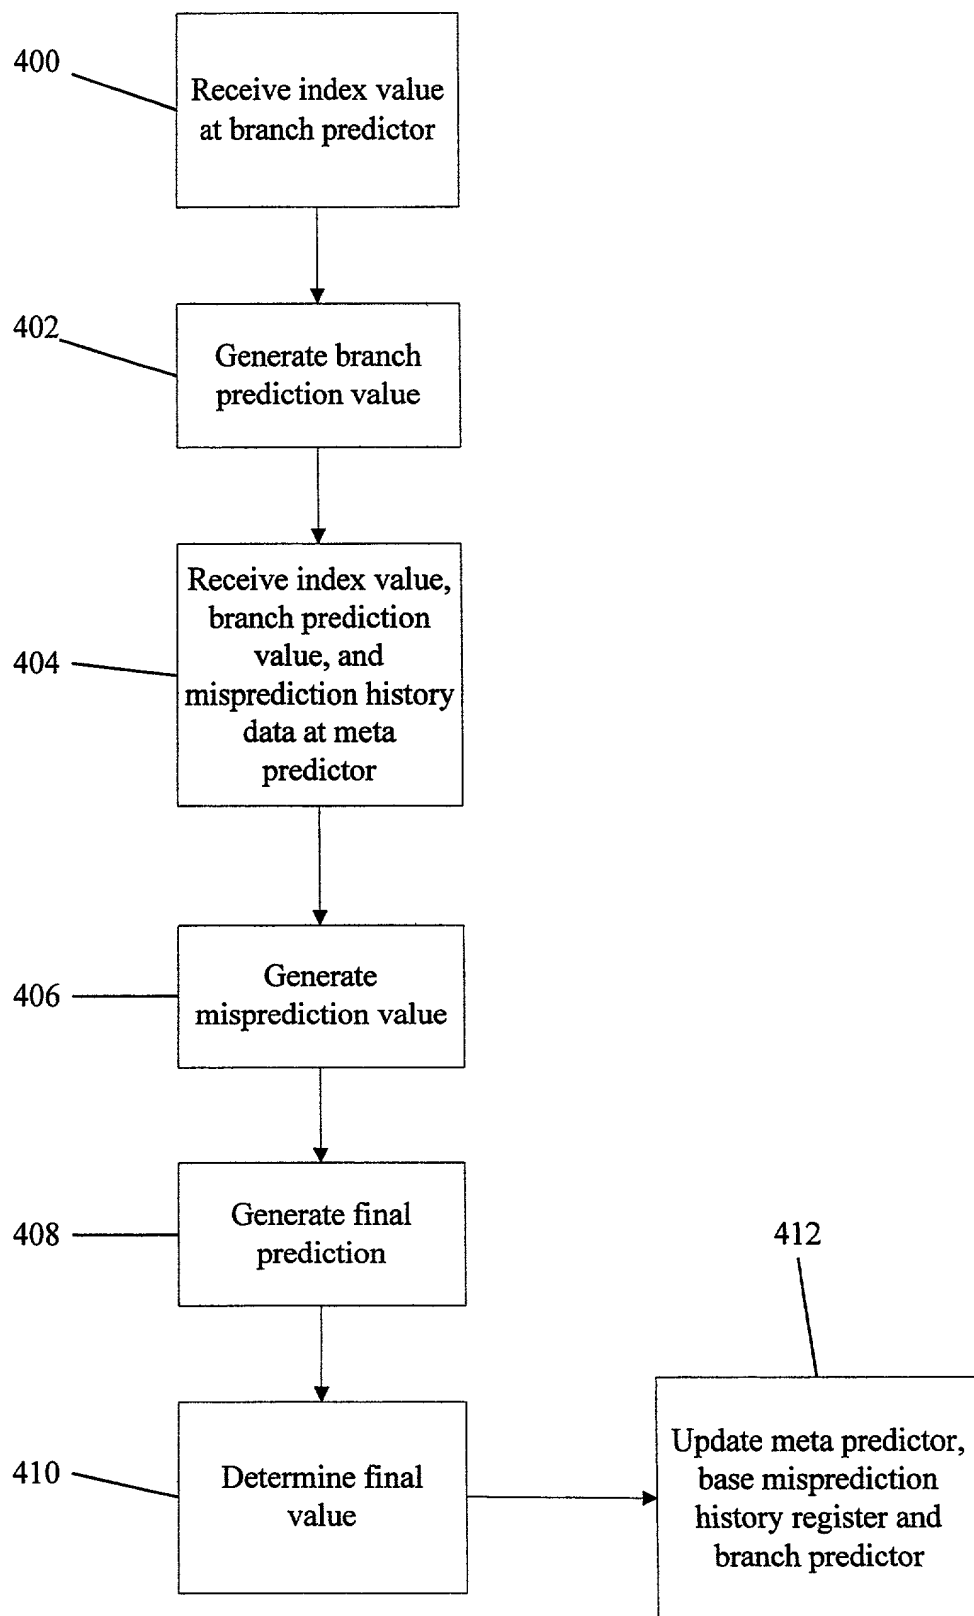 400
Receive index value
at branch predictor
402
Generate branch
prediction value
404
Receive index value,
branch prediction
value, and
misprediction history
data at meta
predictor
406
Generate
misprediction value
408
Generate final
prediction
410
Determine final
value
412
Update meta predictor,
base misprediction
history register and
branch predictor